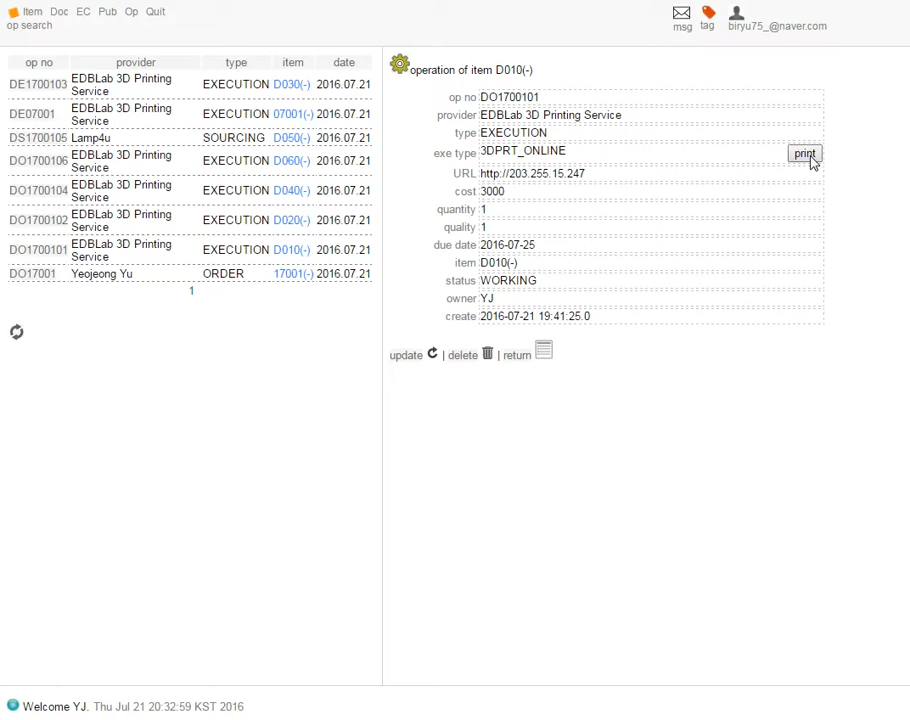 Item Doc EC Pub Op Quit
op search
msg tag biryu75_@naver.com
op no provider type item date
DE1700103 EDBLab 3D Printing Service EXECUTION D030(-) 2016.07.21
DE07001 EDBLab 3D Printing Service EXECUTION 07001(-) 2016.07.21
DS1700105 Lamp4u SOURCING D050(-) 2016.07.21
DO1700106 EDBLab 3D Printing Service EXECUTION D060(-) 2016.07.21
DO1700104 EDBLab 3D Printing Service EXECUTION D040(-) 2016.07.21
DO1700102 EDBLab 3D Printing Service EXECUTION D020(-) 2016.07.21
DO1700101 EDBLab 3D Printing Service EXECUTION D010(-) 2016.07.21
DO17001 Yeojeong Yu ORDER 17001(-) 2016.07.21
1
operation of item D010(-)
op no DO1700101
provider EDBLab 3D Printing Service
type EXECUTION
exe type 3DPRT_ONLINE print
URL http://203.255.15.247
cost 3000
quantity 1
quality 1
due date 2016-07-25
item D010(-)
status WORKING
owner YJ
create 2016-07-21 19:41:25.0
update | delete | return
Welcome YJ. Thu Jul 21 20:32:59 KST 2016